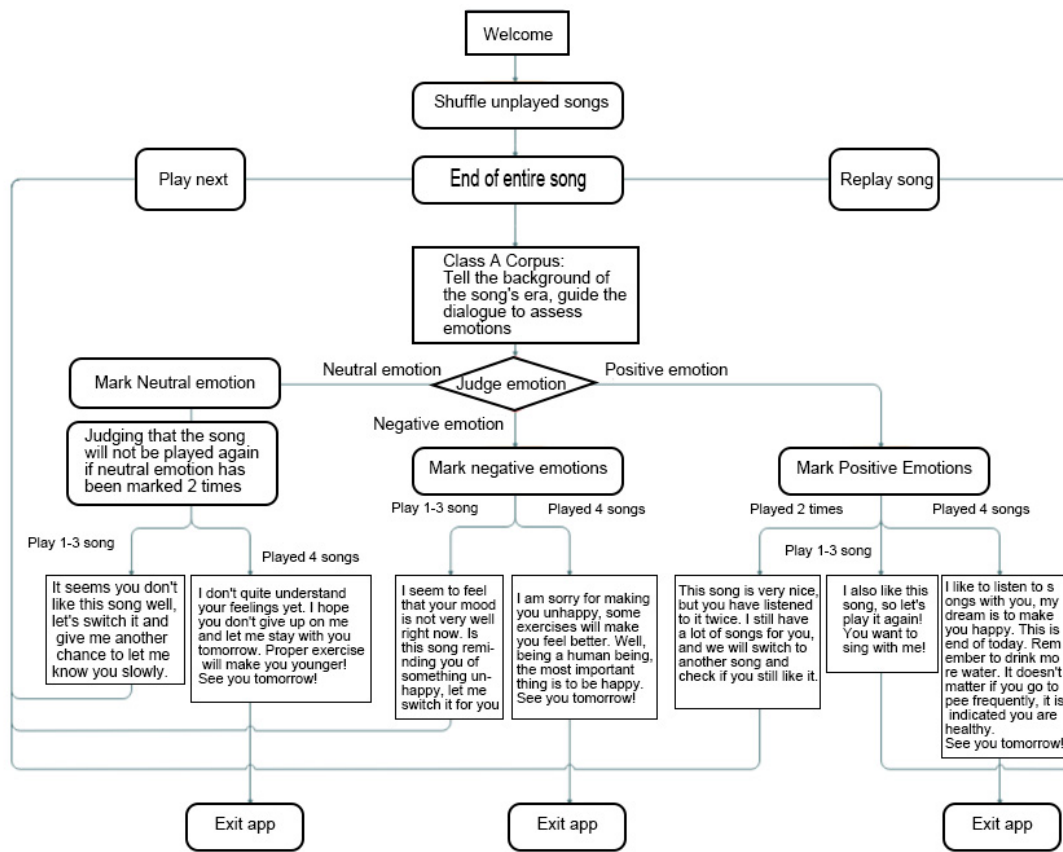 Welcome
Shuffle unplayed songs
Play next
End of entire song
Replay song
Class A Corpus:
Tell the background of
the song's era, guide the
dialogue to assess
emotions
Neutral emotion
Judge emotion
Positive emotion
Mark Neutral emotion
Negative emotion
Judging that the song
will not be played again
if neutral emotion has
been marked 2 times
Mark negative emotions
Mark Positive Emotions
Play 1-3 song
Played 4 songs
Play 1-3 song
Played 4 songs
Played 2 times
Play 1-3 song
Played 4 songs
It seems you don't
like this song well,
let's switch it and
give me another
chance to let me
know you slowly.
I don't quite understand
your feelings yet. I hope
you don't give up on me
and let me stay with you
tomorrow. Proper exercise
will make you younger!
See you tomorrow!
I seem to feel
that your mood
is not very well
right now. Is
this song remi-
nding you of
something un-
happy, let me
switch it for you
I am sorry for making
you unhappy, some
exercises will make
you feel better. Well,
being a human being,
the most important
thing is to be happy.
See you tomorrow!
This song is very nice,
but you have listened
to it twice. I still have
a lot of songs for you,
and we will switch to
another song and
check if you still like it.
I also like this
song, so let's
play it again!
You want to
sing with me!
I like to listen to s
ongs with you, my
dream is to make
you happy. This is
end of today. Rem
ember to drink mo
re water. It doesn't
matter if you go to
pee frequently, it is
indicated you are
healthy.
See you tomorrow!
Exit app
Exit app
Exit app